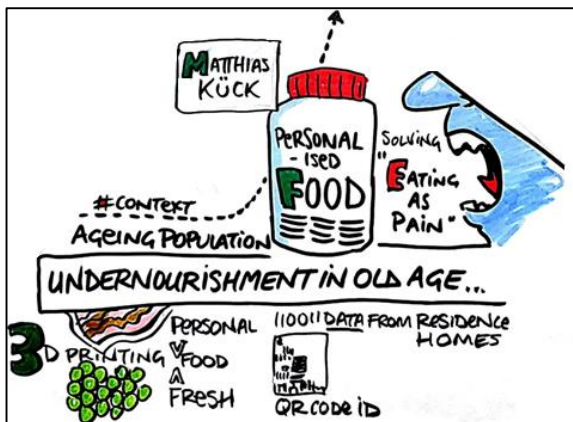 MATTHIAS
KÜCK
PERSONAL
-ISED
FOOD
SOLVING
"EATING
AS
PAIN"
#CONTEXT
AGEING POPULATION
UNDERNOURISHMENT IN OLD AGE...
3D PRINTING
PERSONAL
FOOD
FRESH
110011 DATA FROM RESIDENCE
HOMES
QR CODE ID